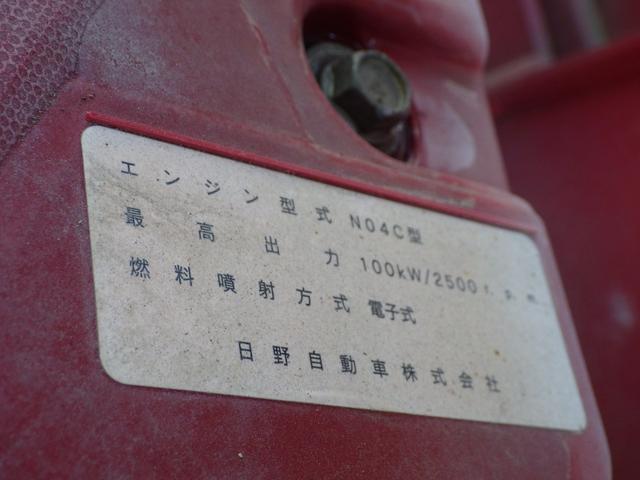 エンジン型式 N04C型
最高出力 100kW/2500r.p.m.
燃料噴射方式 電子式
日野自動車株式会社